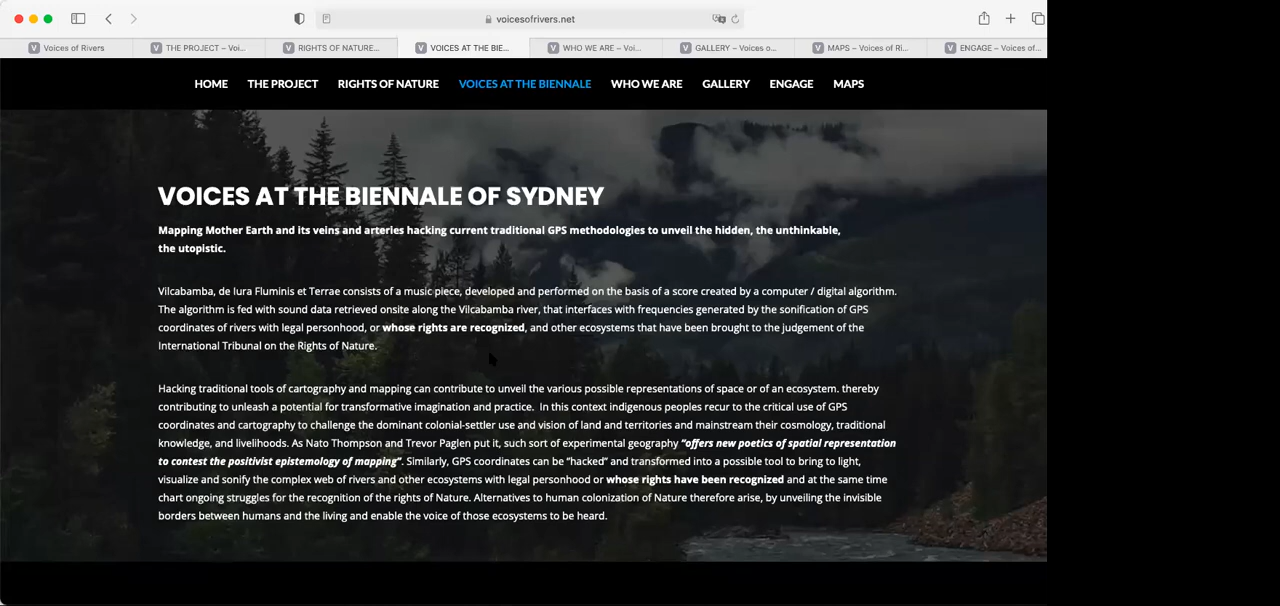 voicesofrivers.net
Voices of Rivers
THE PROJECT – Voi...
RIGHTS OF NATURE...
VOICES AT THE BIE...
WHO WE ARE – Voi...
GALLERY – Voices o...
MAPS – Voices of Ri...
ENGAGE – Voices of...
HOME THE PROJECT RIGHTS OF NATURE VOICES AT THE BIENNALE WHO WE ARE GALLERY ENGAGE MAPS
VOICES AT THE BIENNALE OF SYDNEY
Mapping Mother Earth and its veins and arteries hacking current traditional GPS methodologies to unveil the hidden, the unthinkable,
the utopistic.
Vilcabamba, de Iura Fluminis et Terrae consists of a music piece, developed and performed on the basis of a score created by a computer / digital algorithm.
The algorithm is fed with sound data retrieved onsite along the Vilcabamba river, that interfaces with frequencies generated by the sonification of GPS
coordinates of rivers with legal personhood, or whose rights are recognized, and other ecosystems that have been brought to the judgement of the
International Tribunal on the Rights of Nature.
Hacking traditional tools of cartography and mapping can contribute to unveil the various possible representations of space or of an ecosystem. thereby
contributing to unleash a potential for transformative imagination and practice.  In this context indigenous peoples recur to the critical use of GPS
coordinates and cartography to challenge the dominant colonial-settler use and vision of land and territories and mainstream their cosmology, traditional
knowledge, and livelihoods. As Nato Thompson and Trevor Paglen put it, such sort of experimental geography “offers new poetics of spatial representation
to contest the positivist epistemology of mapping”. Similarly, GPS coordinates can be “hacked” and transformed into a possible tool to bring to light,
visualize and sonify the complex web of rivers and other ecosystems with legal personhood or whose rights have been recognized and at the same time
chart ongoing struggles for the recognition of the rights of Nature. Alternatives to human colonization of Nature therefore arise, by unveiling the invisible
borders between humans and the living and enable the voice of those ecosystems to be heard.